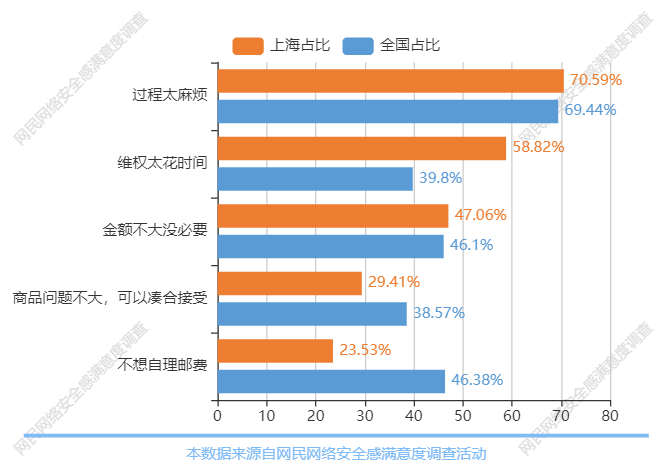 网民网络安全感满意度调查
网民网络安全感满意度调查
上海占比 全国占比
过程太麻烦 70.59%
69.44%
维权太花时间 58.82%
39.8%
金额不大没必要 47.06%
46.1%
商品问题不大，可以凑合接受 29.41%
38.57%
不想自理邮费 23.53%
46.38%
0 10 20 30 40 50 60 70 80
网民网络安全感满意度调查
网民网络安全感满意度调查
本数据来源自网民网络安全感满意度调查活动